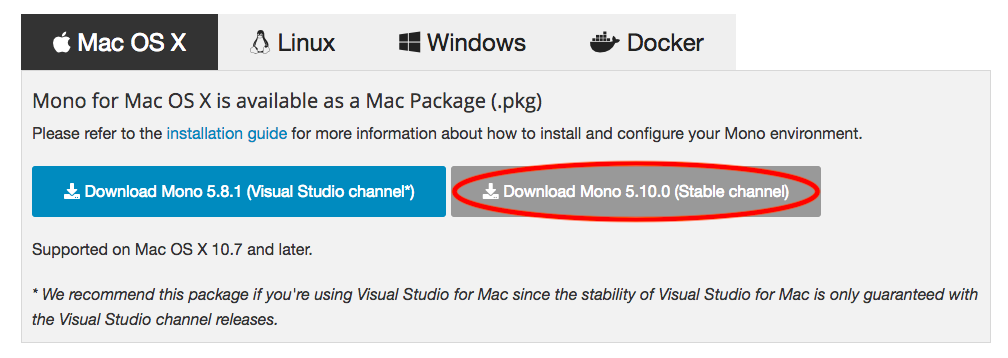 Mac OS X Linux Windows Docker
Mono for Mac OS X is available as a Mac Package (.pkg)
Please refer to the installation guide for more information about how to install and configure your Mono environment.
Download Mono 5.8.1 (Visual Studio channel*) Download Mono 5.10.0 (Stable channel)
Supported on Mac OS X 10.7 and later.
* We recommend this package if you're using Visual Studio for Mac since the stability of Visual Studio for Mac is only guaranteed with
the Visual Studio channel releases.